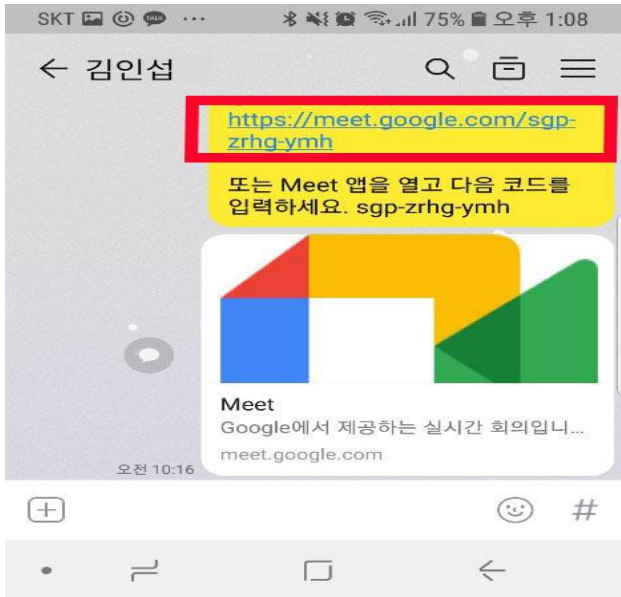 SKT 75% 오후 1:08
김인섭
https://meet.google.com/sgp-
zrhg-ymh
또는 Meet 앱을 열고 다음 코드를
입력하세요. sgp-zrhg-ymh
Meet
Google에서 제공하는 실시간 회의입니...
meet.google.com
오전 10:16
#